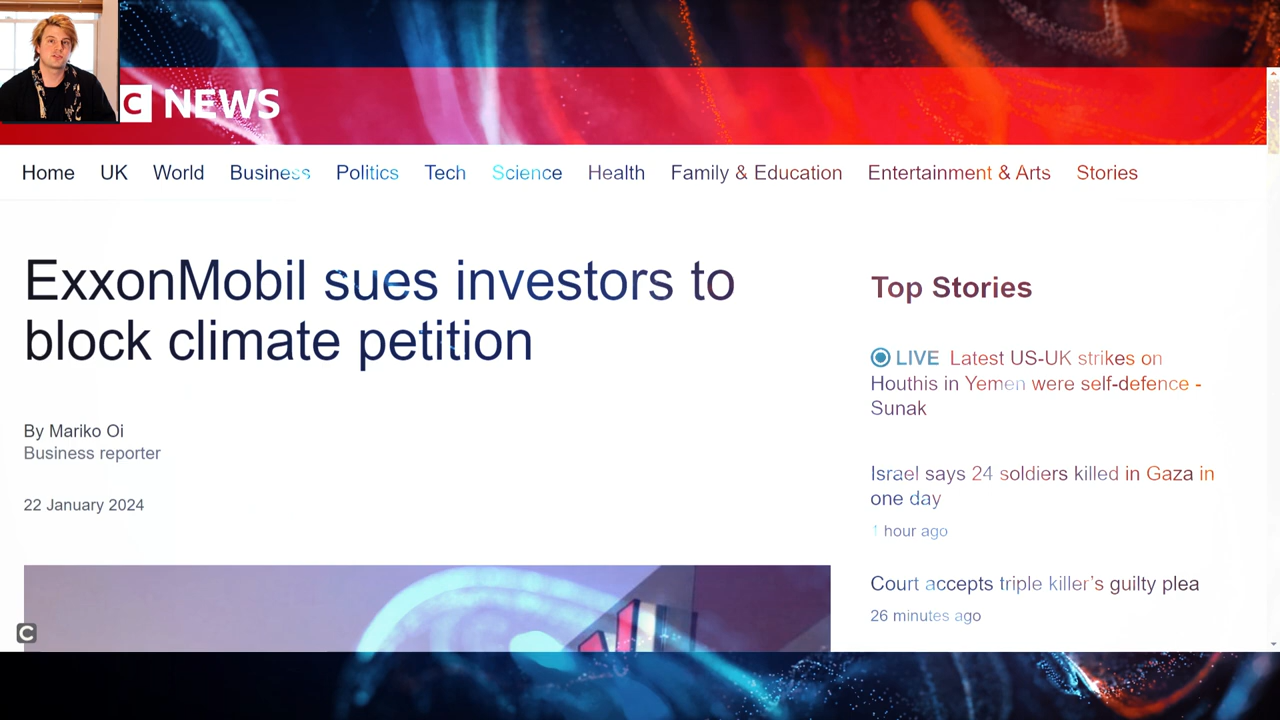 C NEWS
Home UK World Business Politics Tech Science Health Family & Education Entertainment & Arts Stories
ExxonMobil sues investors to
block climate petition
By Mariko Oi
Business reporter
22 January 2024
Top Stories
LIVE Latest US-UK strikes on
Houthis in Yemen were self-defence -
Sunak
Israel says 24 soldiers killed in Gaza in
one day
1 hour ago
Court accepts triple killer's guilty plea
26 minutes ago
C